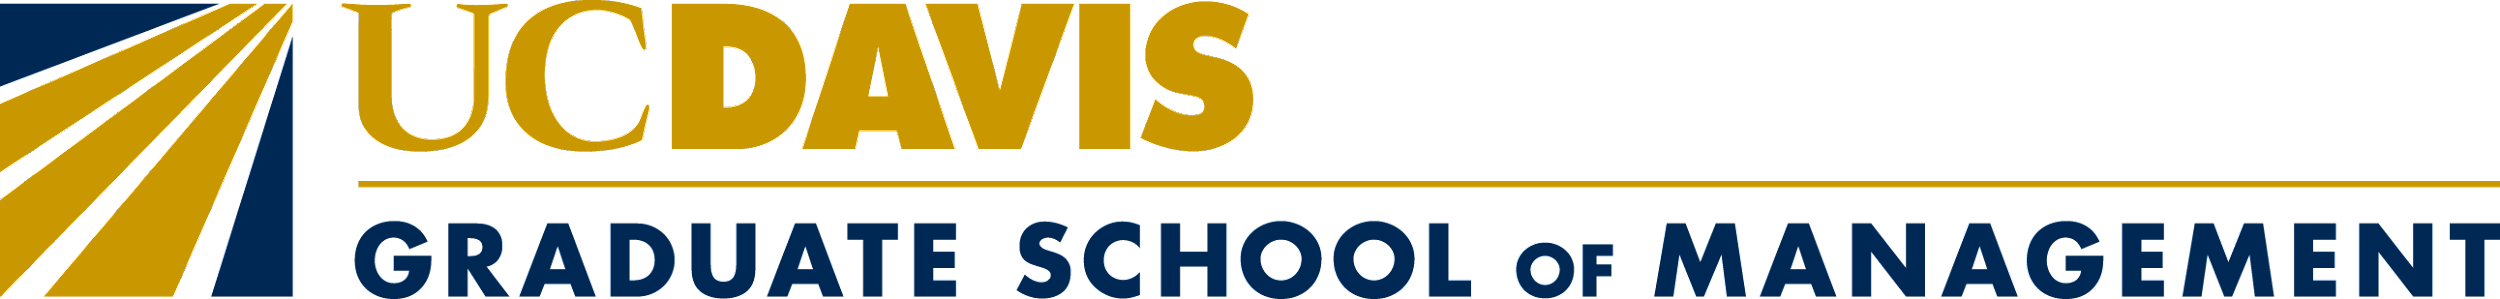 UCDAVIS
GRADUATE SCHOOL OF MANAGEMENT